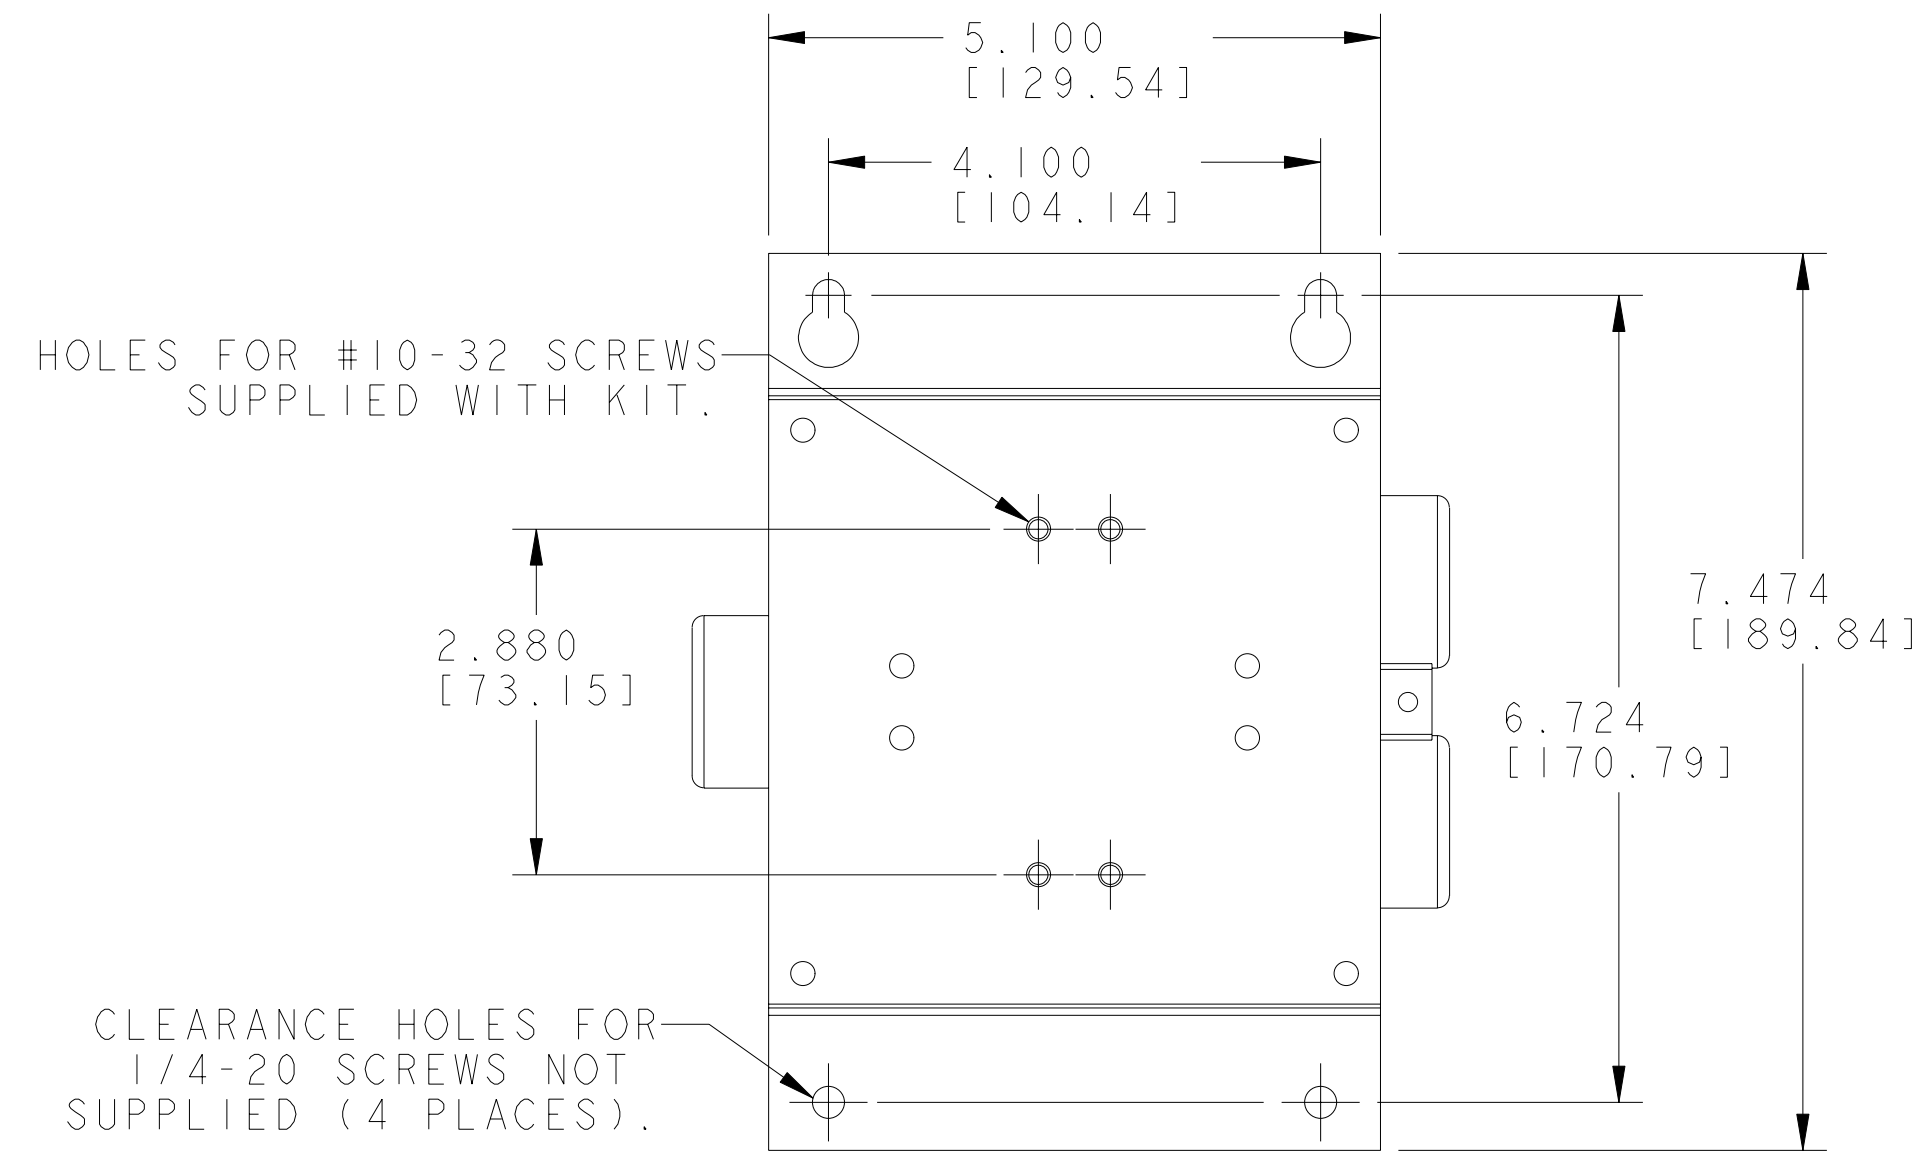 5.100
[129.54]
4.100
[104.14]
HOLES FOR #10-32 SCREWS
SUPPLIED WITH KIT.
2.880
[73.15]
7.474
[189.84]
6.724
[170.79]
CLEARANCE HOLES FOR
1/4-20 SCREWS NOT
SUPPLIED (4 PLACES).